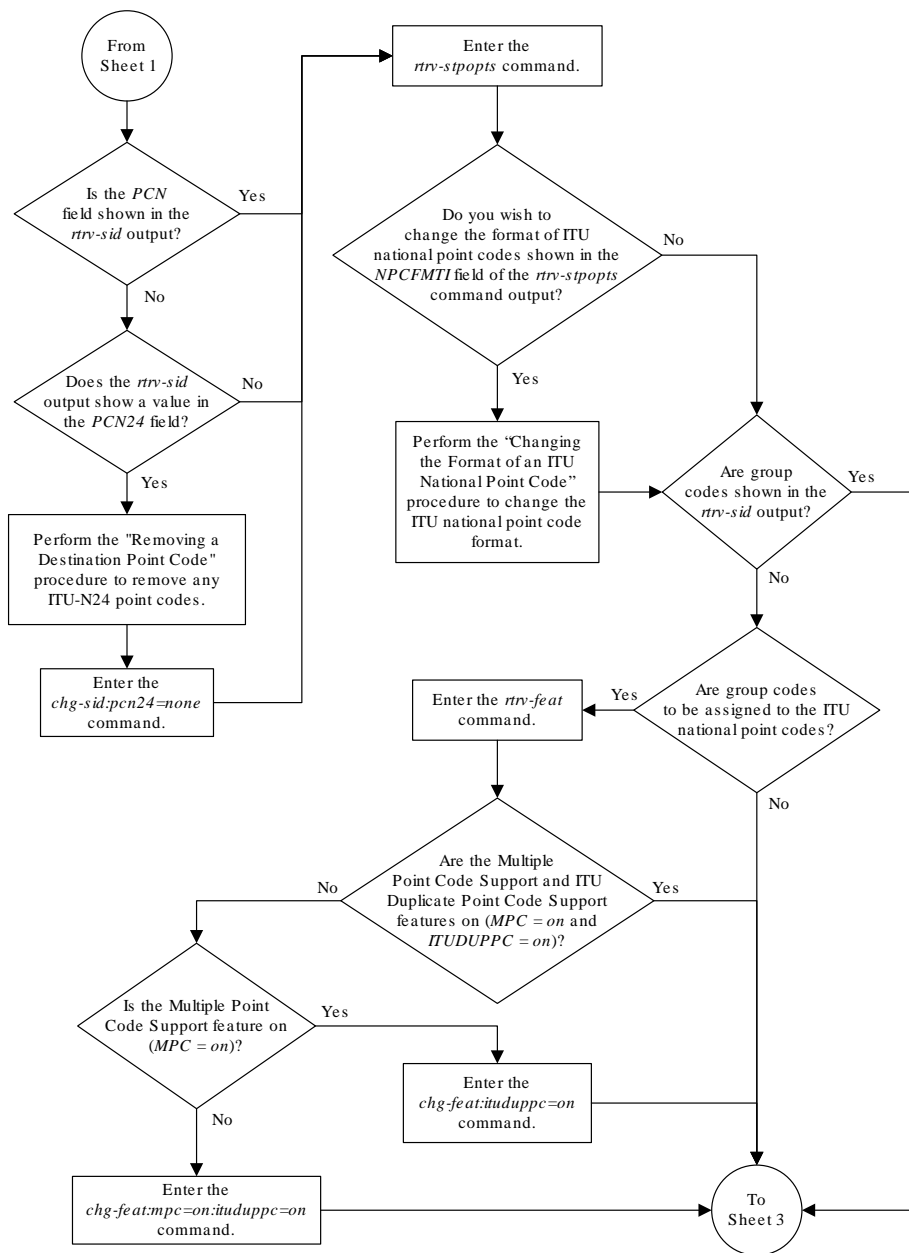 From
Sheet 1
Is the PCN
field shown in the
rtrv-sid output?
Yes
No
Does the rtrv-sid
output show a value in
the PCN24 field?
No
Yes
Perform the "Removing a
Destination Point Code"
procedure to remove any
ITU-N24 point codes.
Enter the
chg-sid:pcn24=none
command.
Enter the
rtrv-stpopts command.
Do you wish to
change the format of ITU
national point codes shown in the
NPCFMTI field of the rtrv-stpopts
command output?
No
Yes
Perform the “Changing
the Format of an ITU
National Point Code”
procedure to change the
ITU national point code
format.
Are group
codes shown in the
rtrv-sid output?
Yes
No
Are group codes
to be assigned to the ITU
national point codes?
Yes
No
Enter the rtrv-feat
command.
Are the Multiple
Point Code Support and ITU
Duplicate Point Code Support
features on (MPC = on and
ITUDUPPC = on)?
No
Yes
Is the Multiple Point
Code Support feature on
(MPC = on)?
Yes
No
Enter the
chg-feat:ituduppc=on
command.
Enter the
chg-feat:mpc=on:ituduppc=on
command.
To
Sheet 3